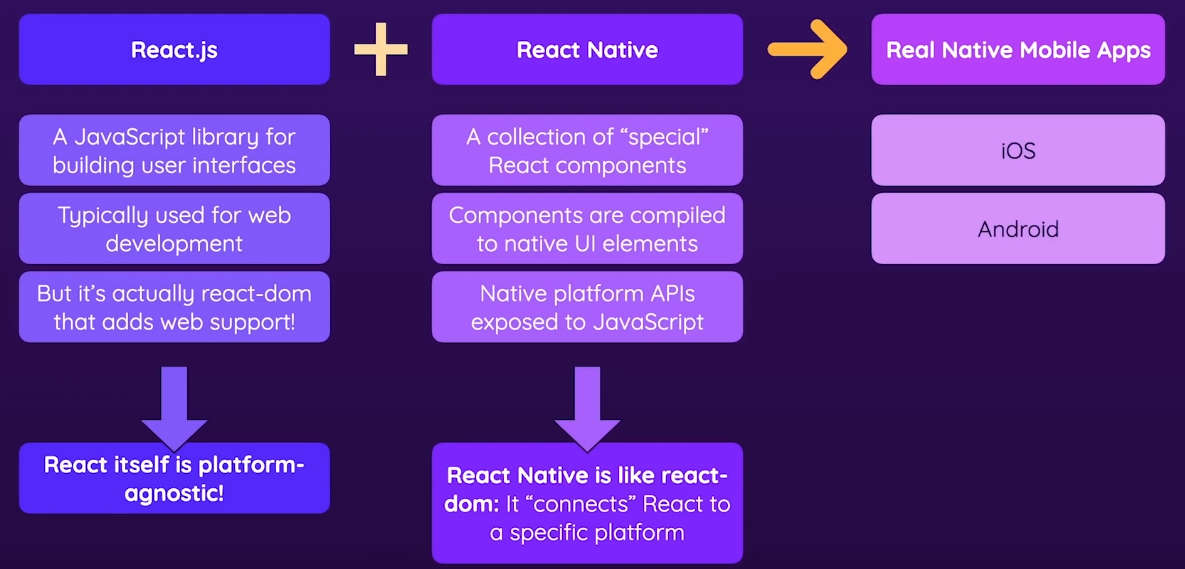 React.js
React Native
Real Native Mobile Apps
A JavaScript library for
building user interfaces
Typically used for web
development
But it's actually react-dom
that adds web support!
React itself is platform-
agnostic!
A collection of “special”
React components
Components are compiled
to native UI elements
Native platform APIs
exposed to JavaScript
React Native is like react-
dom: It “connects” React to
a specific platform
iOS
Android